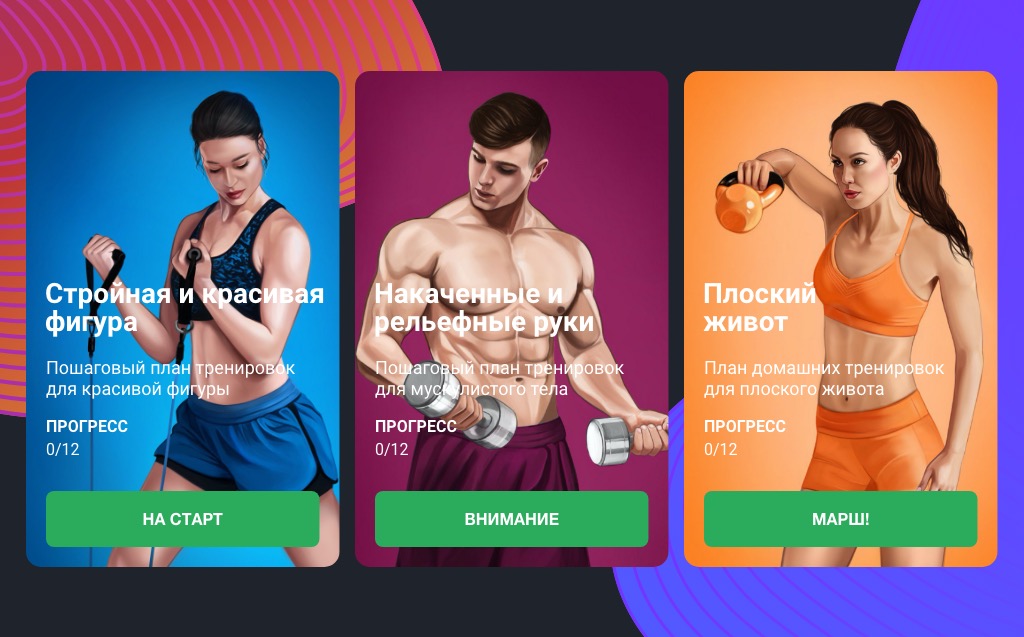 Стройная и красивая
фигура
Пошаговый план тренировок
для красивой фигуры
ПРОГРЕСС
0/12
НА СТАРТ
Накаченные и
рельефные руки
Пошаговый план тренировок
для мускулистого тела
ПРОГРЕСС
0/12
ВНИМАНИЕ
Плоский
живот
План домашних тренировок
для плоского живота
ПРОГРЕСС
0/12
МАРШ!